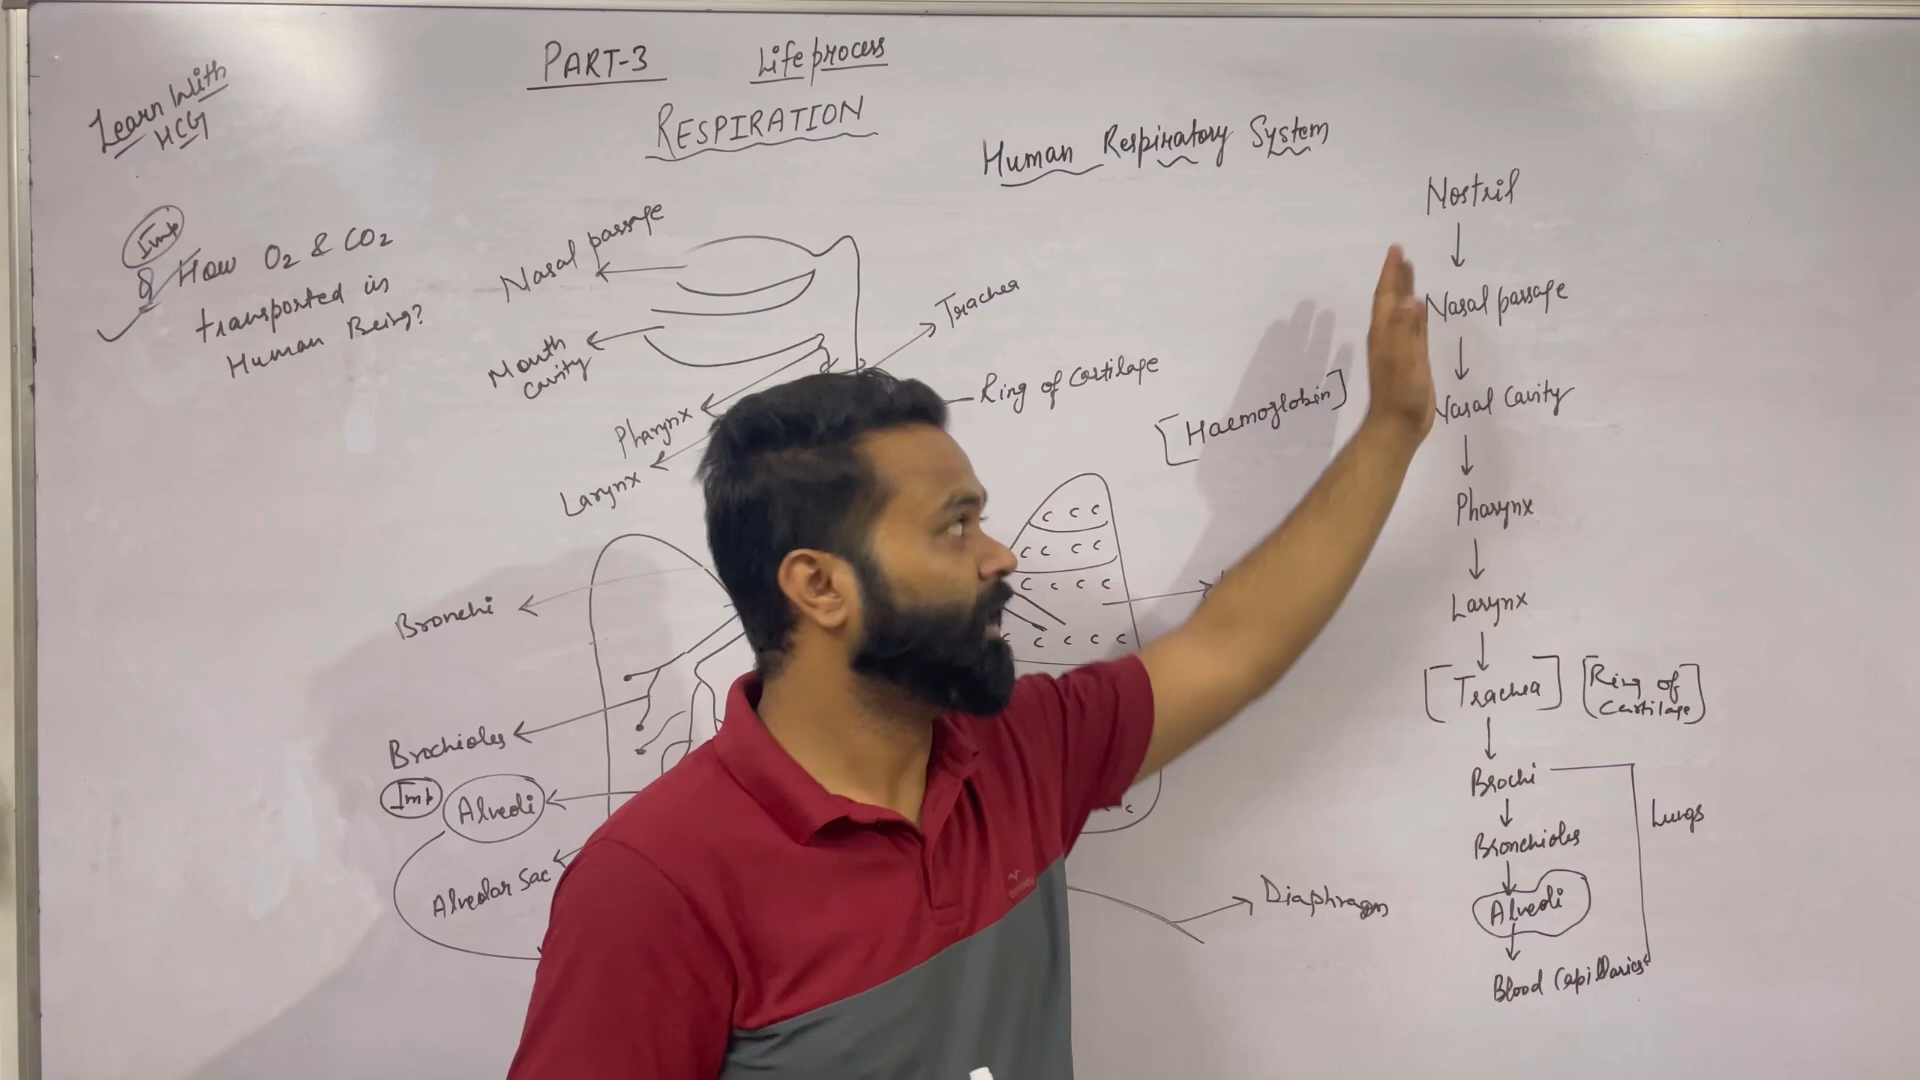 Learn With
HCG
PART-3
Life process
RESPIRATION
Human Respiratory System
Imp
Q How O2 & CO2
transported in
Human Being?
Nasal passage
Mouth
cavity
Pharynx
Larynx
Trachea
Ring of Cartilage
[Haemoglobin]
Bronchi
Brochioles
Imp
Alveoli
Alveolar Sac
Diaphragm
Nostril
Nasal passage
Nasal Cavity
Pharynx
Larynx
[Trachea] [Ring of
Cartilage]
Brochi
Lungs
Bronchioles
Alveoli
Blood Capillaries